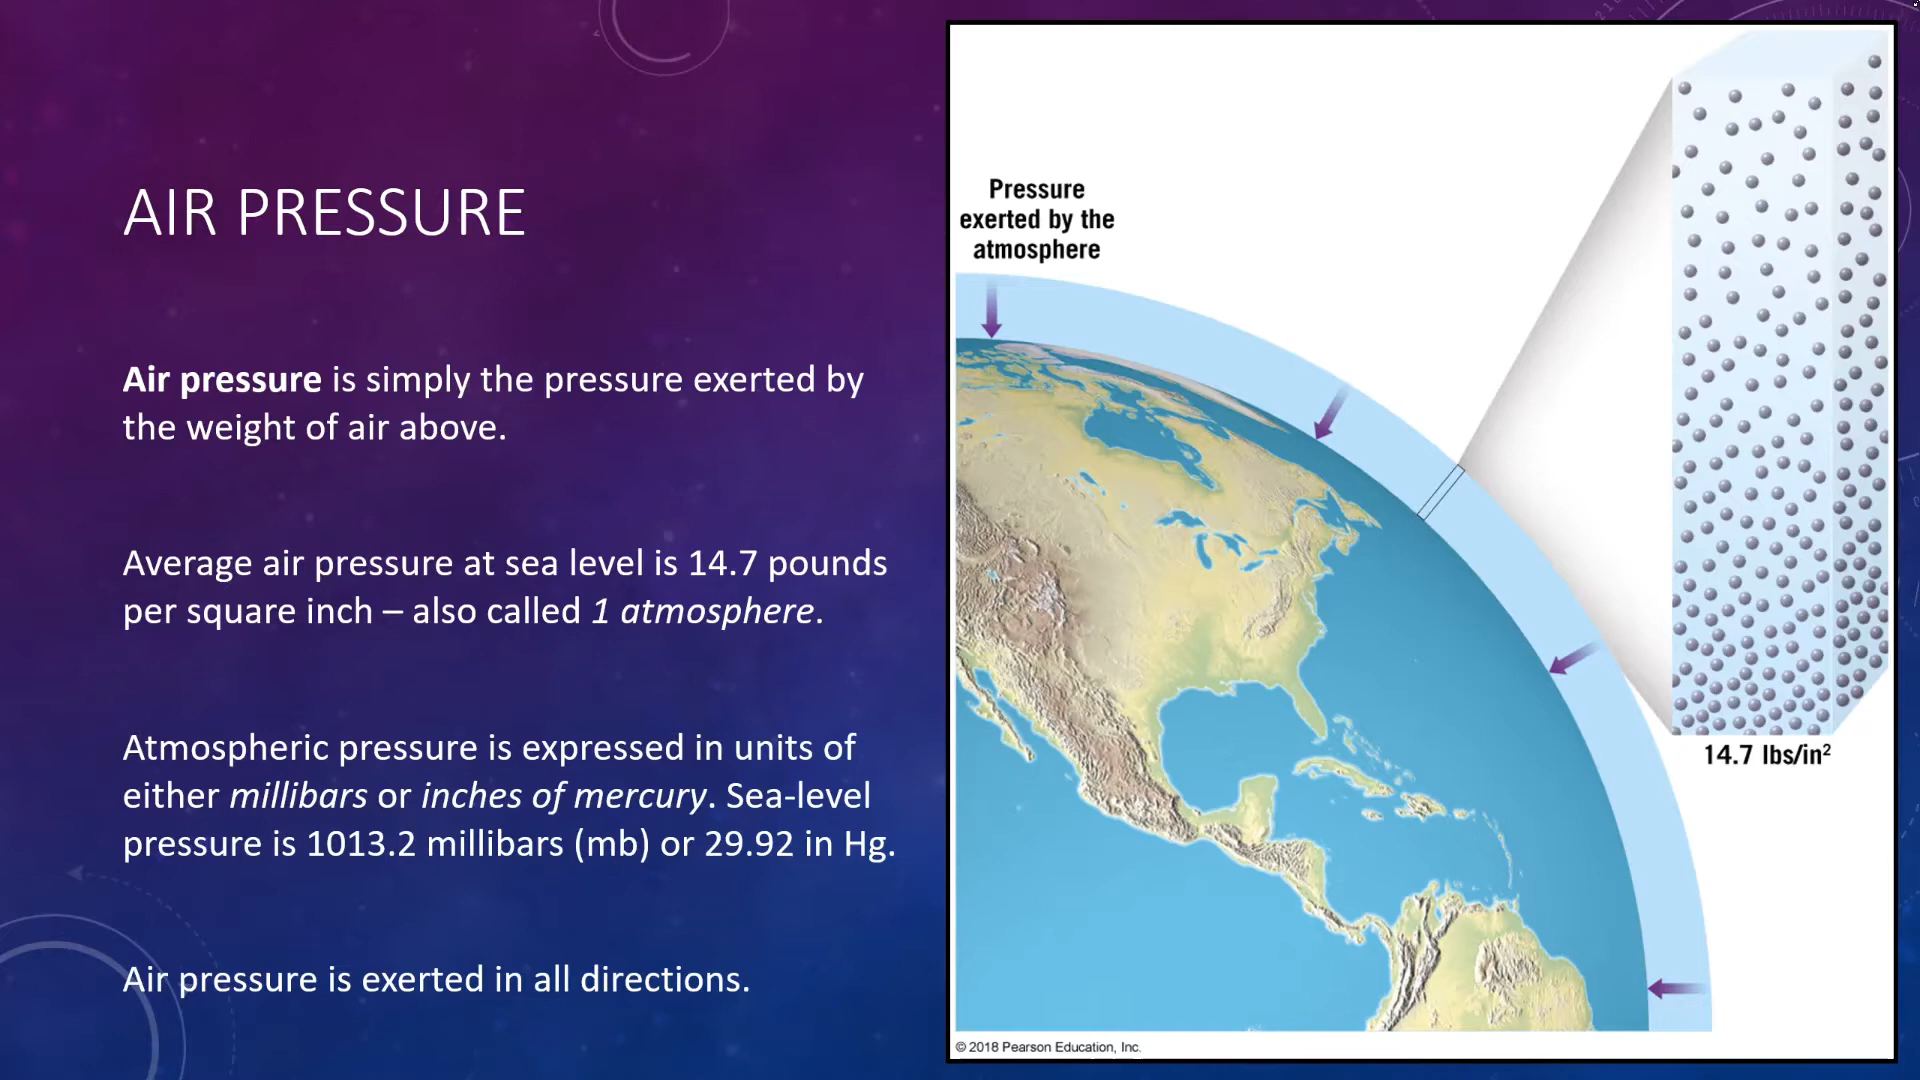 AIR PRESSURE
Air pressure is simply the pressure exerted by
the weight of air above.
Average air pressure at sea level is 14.7 pounds
per square inch – also called 1 atmosphere.
Atmospheric pressure is expressed in units of
either millibars or inches of mercury. Sea-level
pressure is 1013.2 millibars (mb) or 29.92 in Hg.
Air pressure is exerted in all directions.
Pressure
exerted by the
atmosphere
14.7 lbs/in²
© 2018 Pearson Education, Inc.